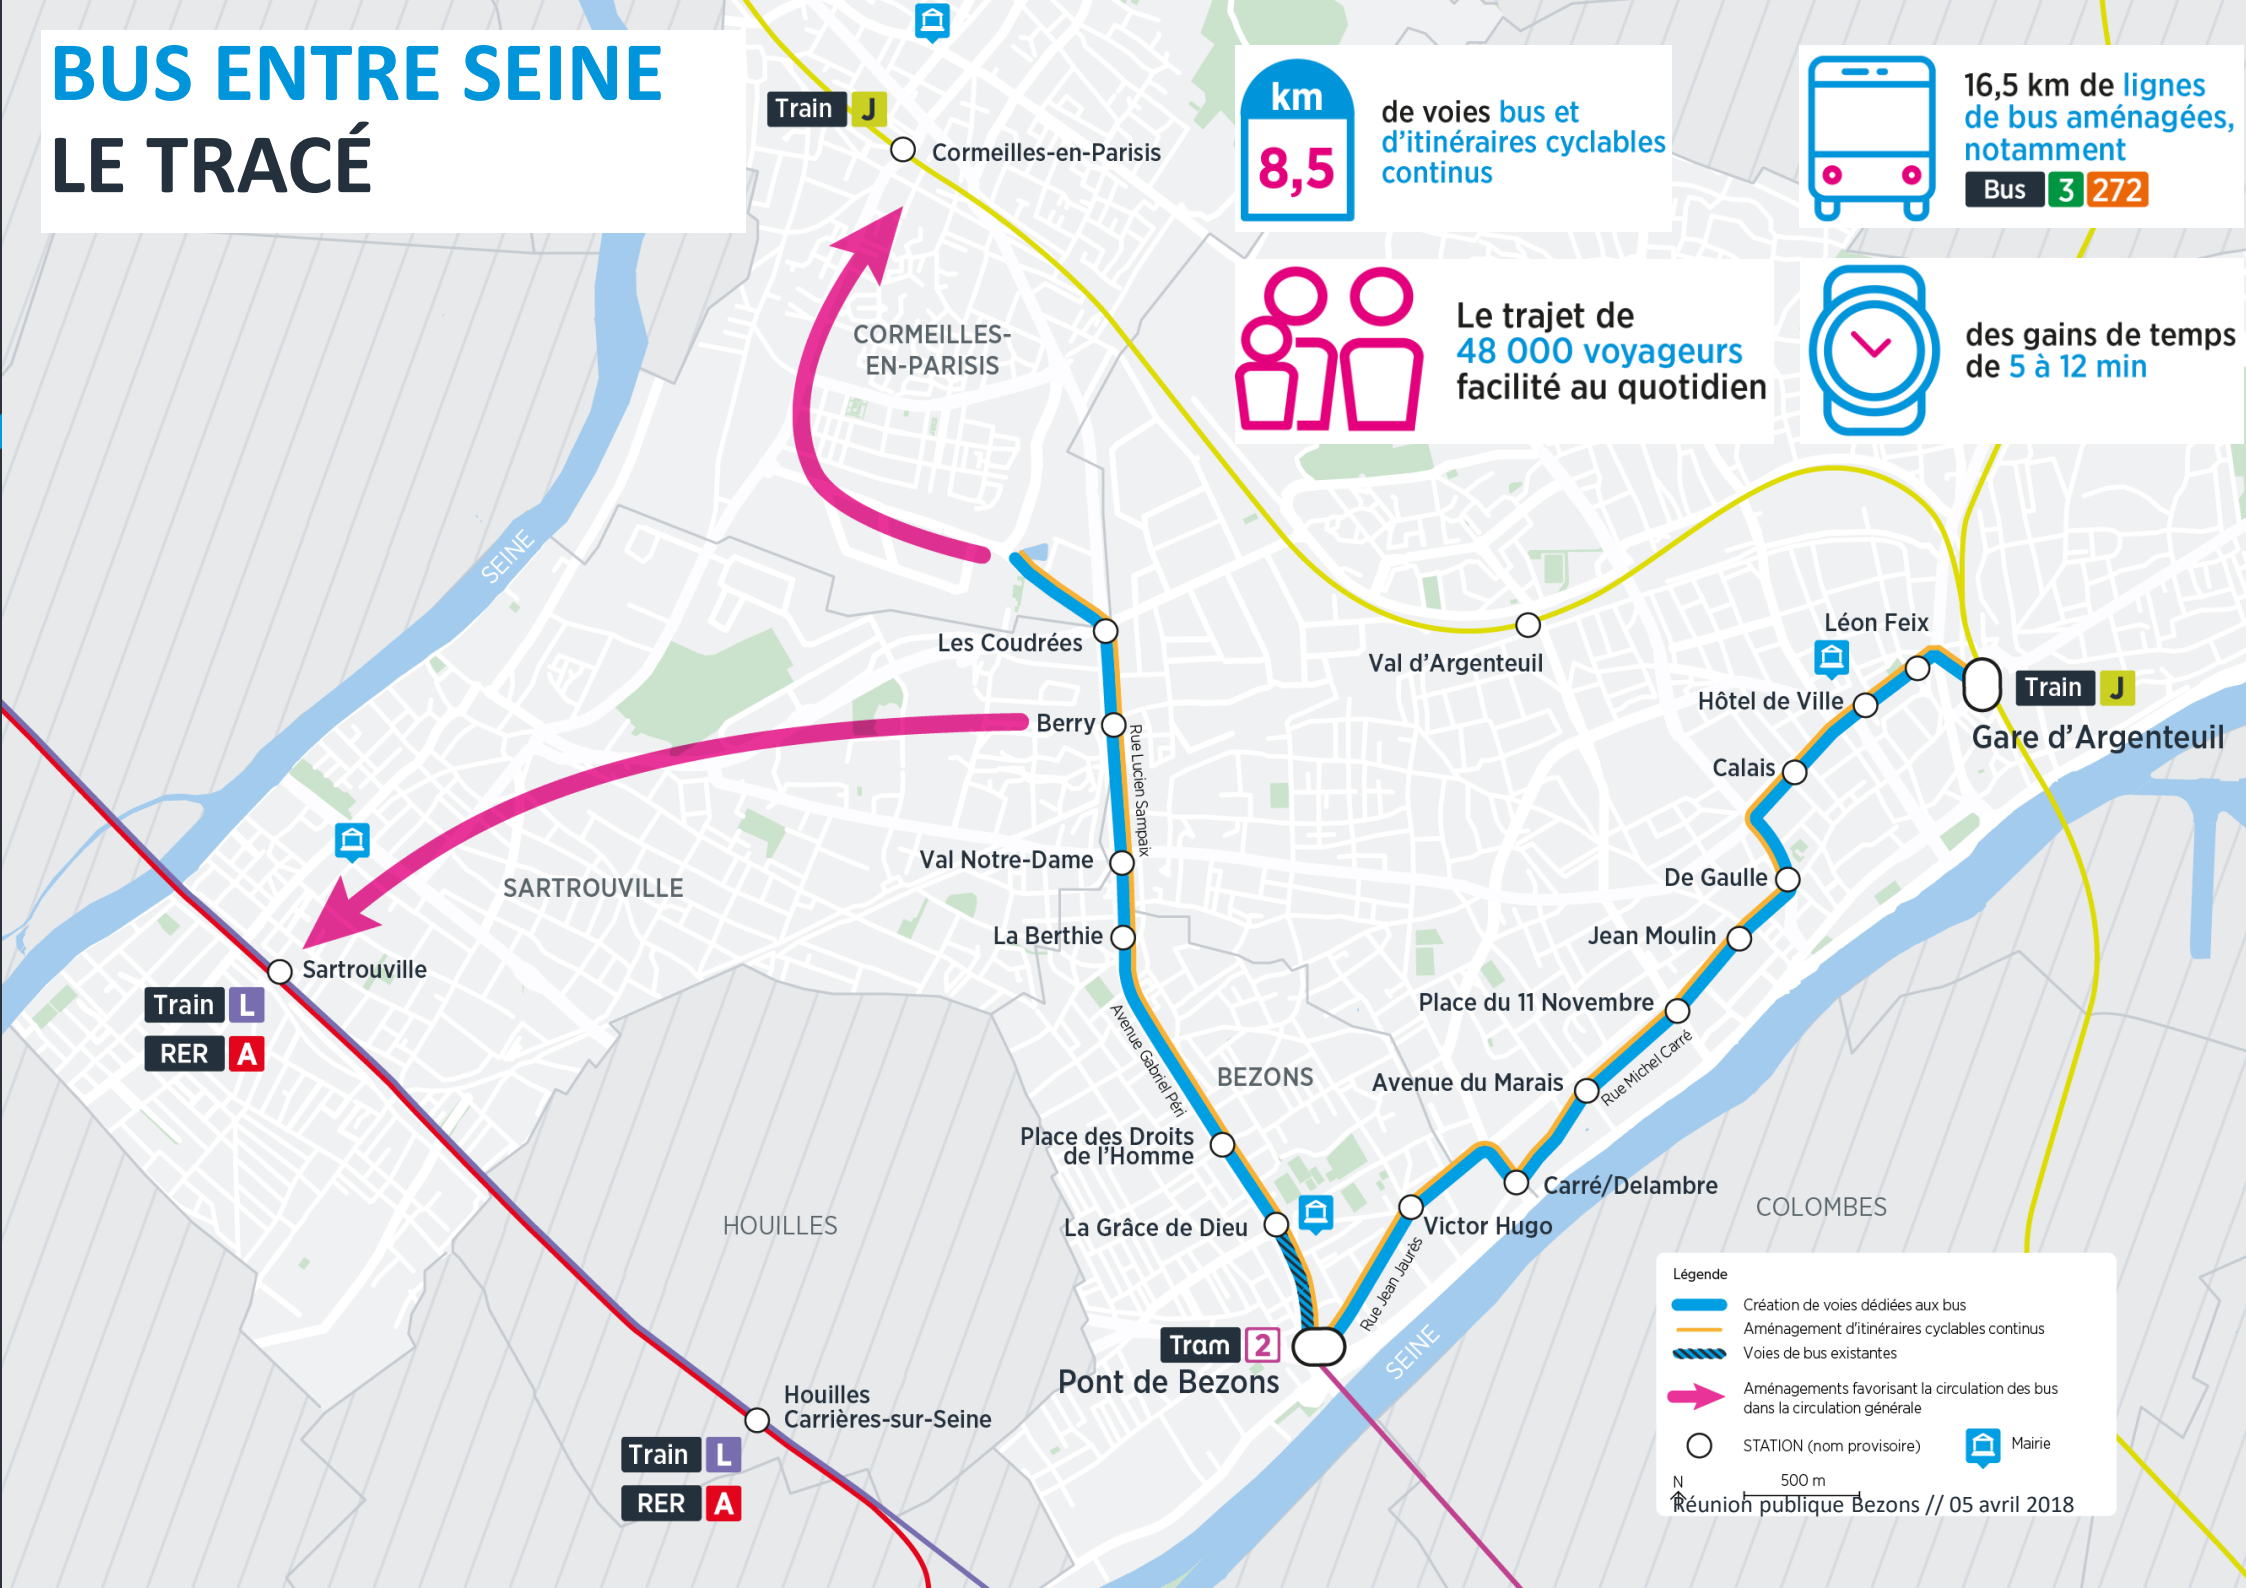 BUS ENTRE SEINE
LE TRACÉ
km
8,5
de voies bus et
d'itinéraires cyclables
continus
16,5 km de lignes
de bus aménagées,
notamment
Bus 3 272
Le trajet de
48 000 voyageurs
facilité au quotidien
des gains de temps
de 5 à 12 min
Train J
Cormeilles-en-Parisis
CORMEILLES-
EN-PARISIS
SEINE
Les Coudrées
Val d'Argenteuil
Léon Feix
Hôtel de Ville
Train J
Gare d'Argenteuil
Berry
Rue Lucien Sampaix
Calais
Val Notre-Dame
De Gaulle
SARTROUVILLE
La Berthie
Jean Moulin
Sartrouville
Train L
RER A
Place du 11 Novembre
Avenue Gabriel Péri
Rue Michel Carré
BEZONS
Avenue du Marais
Place des Droits
de l'Homme
Carré/Delambre
COLOMBES
HOUILLES
La Grâce de Dieu
Victor Hugo
Rue Jean Jaurès
SEINE
Tram 2
Pont de Bezons
Houilles
Carrières-sur-Seine
Train L
RER A
Légende
Création de voies dédiées aux bus
Aménagement d'itinéraires cyclables continus
Voies de bus existantes
Aménagements favorisant la circulation des bus
dans la circulation générale
STATION (nom provisoire)
Mairie
N
500 m
Réunion publique Bezons // 05 avril 2018